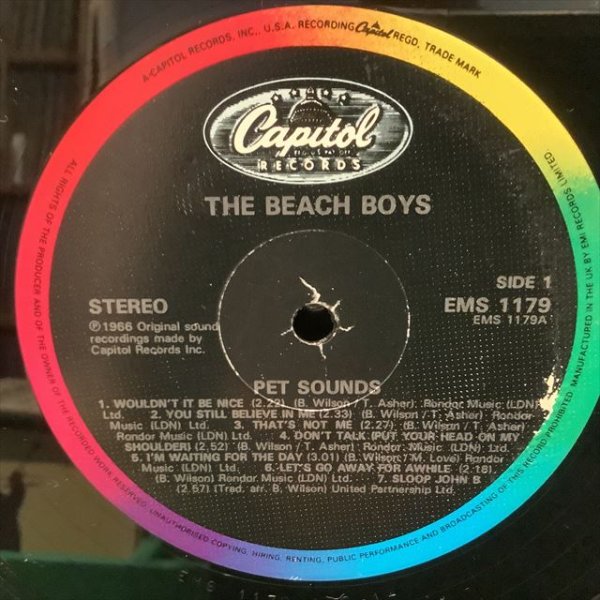 A-CAPITOL RECORDS, INC., U.S.A. RECORDING Capitol REGD. TRADE MARK
Capitol
RECORDS
THE BEACH BOYS
STEREO
SIDE 1
EMS 1179
EMS 1179A
℗1966 Original sound
recordings made by
Capitol Records Inc.
PET SOUNDS
1. WOULDN'T IT BE NICE (2.22) (B. Wilson / T. Asher) Rondor Music (LDN)
Ltd. 2. YOU STILL BELIEVE IN ME (2.33) (B. Wilson / T. Asher) Rondor
Music (LDN) Ltd. 3. THAT'S NOT ME (2.27) (B. Wilson / T. Asher)
Rondor Music (LDN) Ltd. 4. DON'T TALK (PUT YOUR HEAD ON MY
SHOULDER) (2.52) (B. Wilson / T. Asher) Rondor Music (LDN) Ltd.
5. I'M WAITING FOR THE DAY (3.01) (B. Wilson / M. Love) Rondor
Music (LDN) Ltd. 6. LET'S GO AWAY FOR AWHILE (2.18)
(B. Wilson) Rondor Music (LDN) Ltd. 7. SLOOP JOHN B
(2.57) (Trad. arr. B. Wilson) United Partnership Ltd.
ALL RIGHTS OF THE PRODUCER AND OF THE OWNER OF THE RECORDED WORK RESERVED. UNAUTHORISED COPYING, HIRING, RENTING, PUBLIC PERFORMANCE AND BROADCASTING OF THIS RECORD PROHIBITED. MANUFACTURED IN THE UK BY EMI RECORDS LIMITED.